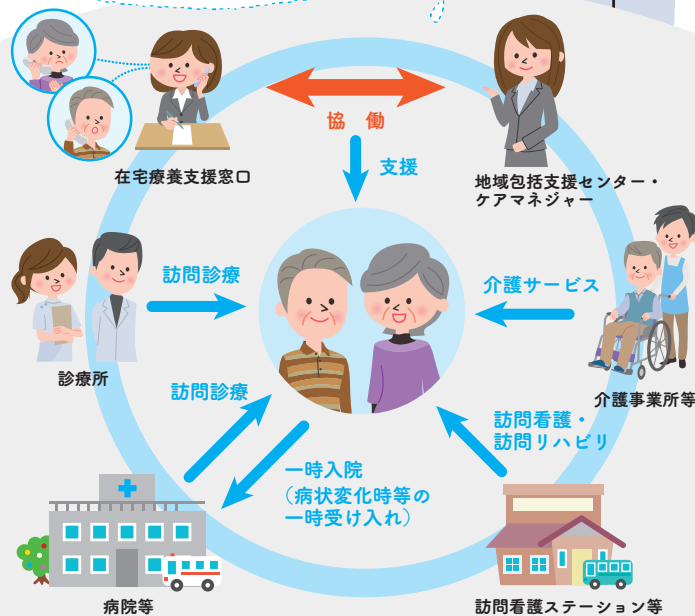 協 働
支援
在宅療養支援窓口
地域包括支援センター・
ケアマネジャー
訪問診療
介護サービス
診療所
介護事業所等
訪問診療
訪問看護・
訪問リハビリ
一時入院
（病状変化時等の
一時受け入れ）
病院等
訪問看護ステーション等